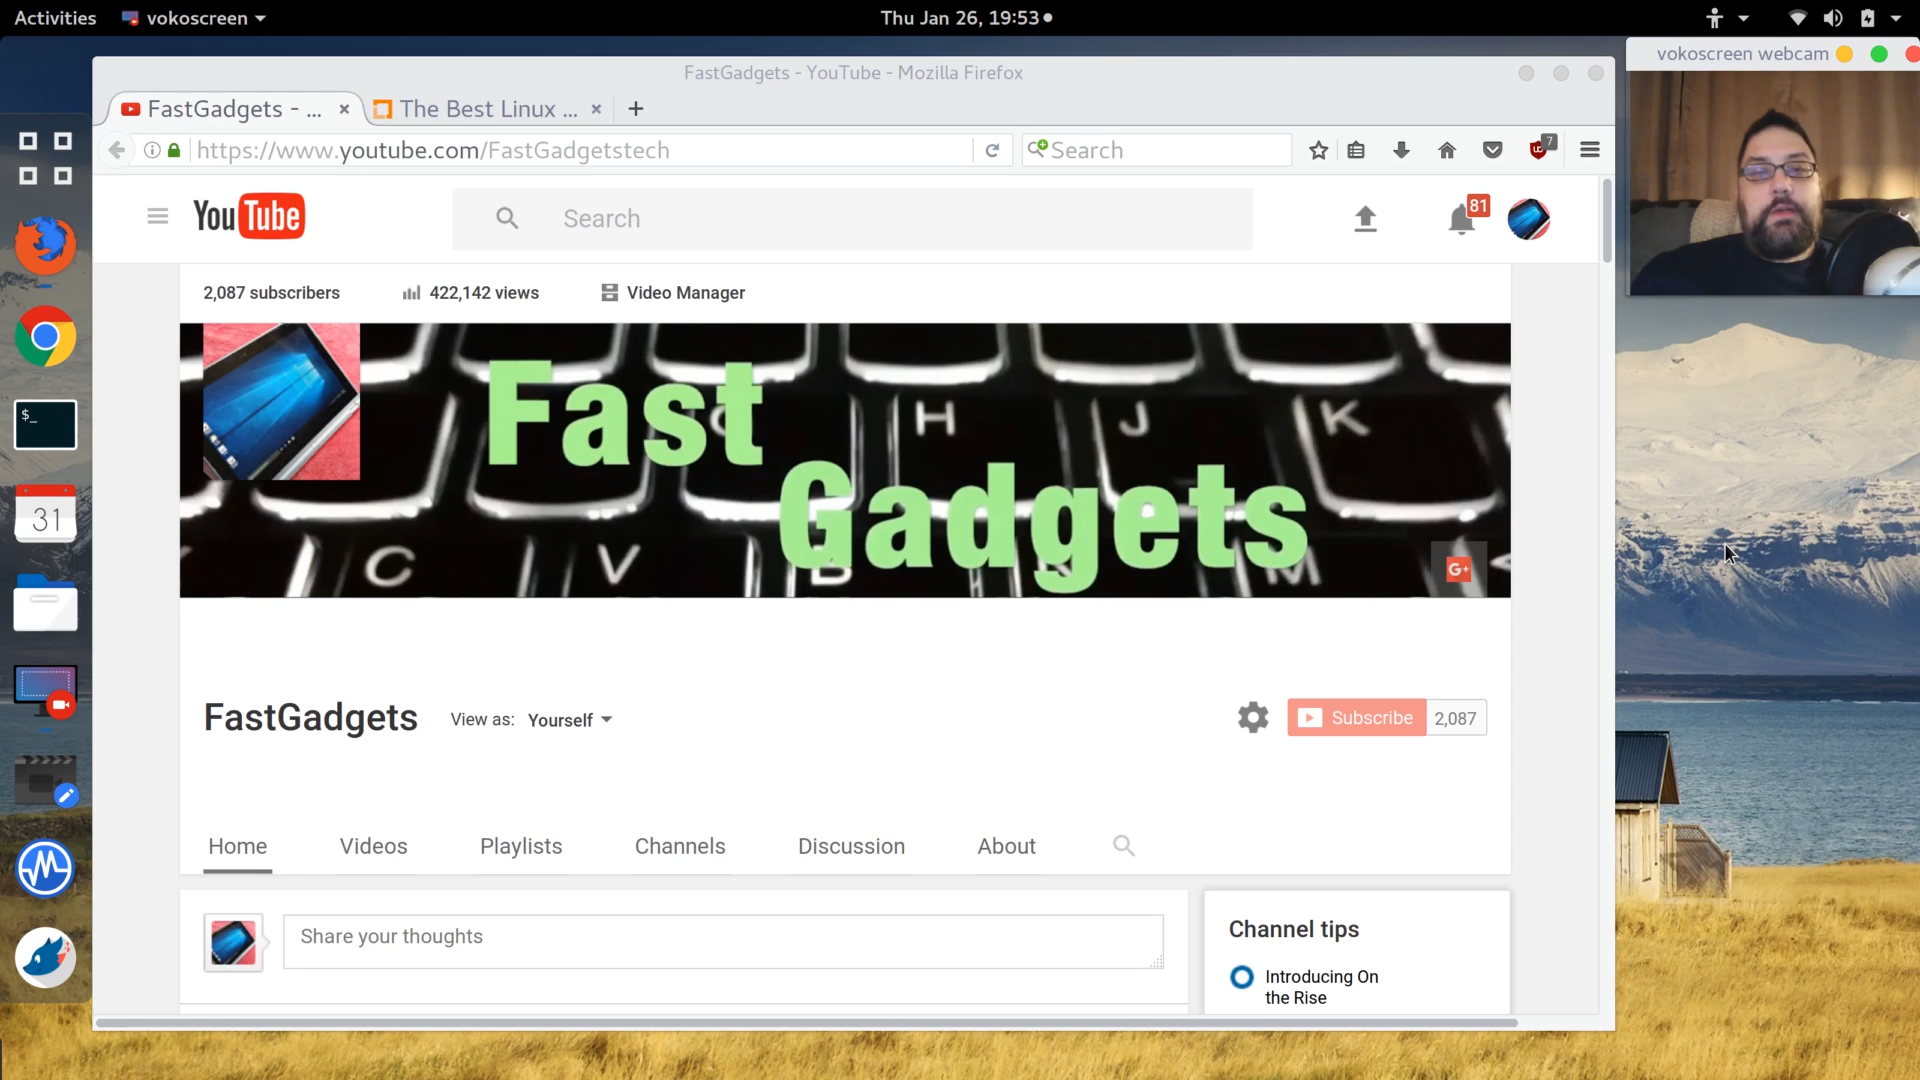 Activities vokoscreen Thu Jan 26, 19:53
vokoscreen webcam
FastGadgets - YouTube - Mozilla Firefox
FastGadgets - ... × The Best Linux ... × +
https://www.youtube.com/FastGadgetstech Search 7
YouTube Search 81
2,087 subscribers 422,142 views Video Manager
$_
Fast
H J K
Gadgets
31
C V B M <
G+
FastGadgets View as: Yourself Subscribe 2,087
Home Videos Playlists Channels Discussion About
Share your thoughts
Channel tips
Introducing On
the Rise